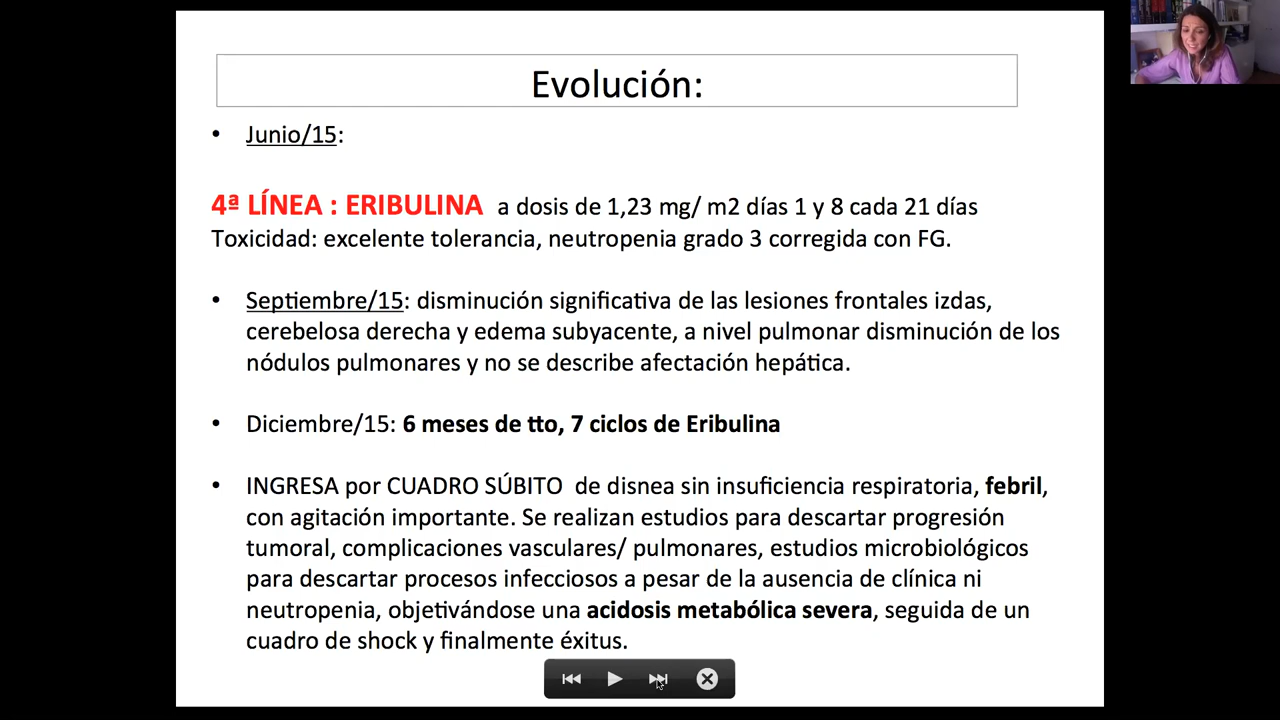 Evolución:
• Junio/15:
4ª LÍNEA : ERIBULINA a dosis de 1,23 mg/ m2 días 1 y 8 cada 21 días
Toxicidad: excelente tolerancia, neutropenia grado 3 corregida con FG.
• Septiembre/15: disminución significativa de las lesiones frontales izdas,
cerebelosa derecha y edema subyacente, a nivel pulmonar disminución de los
nódulos pulmonares y no se describe afectación hepática.
• Diciembre/15: 6 meses de tto, 7 ciclos de Eribulina
• INGRESA por CUADRO SÚBITO de disnea sin insuficiencia respiratoria, febril,
con agitación importante. Se realizan estudios para descartar progresión
tumoral, complicaciones vasculares/ pulmonares, estudios microbiológicos
para descartar procesos infecciosos a pesar de la ausencia de clínica ni
neutropenia, objetivándose una acidosis metabólica severa, seguida de un
cuadro de shock y finalmente éxitus.